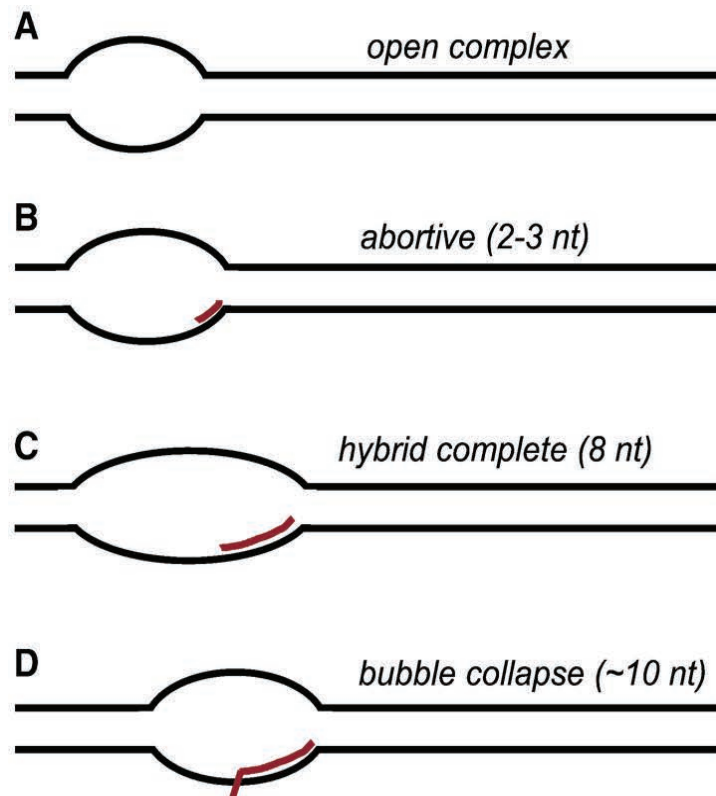 A
open complex
B
abortive (2-3 nt)
C
hybrid complete (8 nt)
D
bubble collapse (~10 nt)